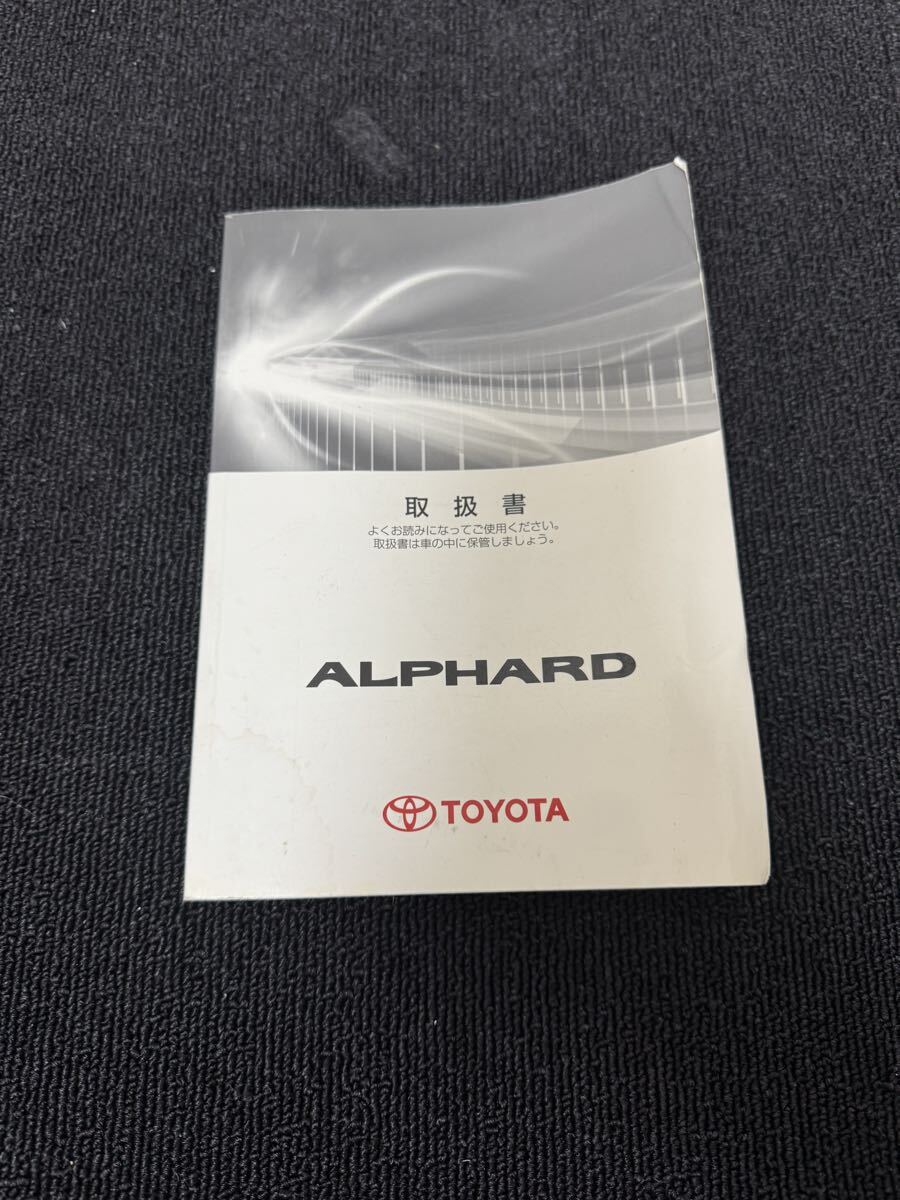 取扱書
よくお読みになってご使用ください。
取扱書は車の中に保管しましょう。
ALPHARD
TOYOTA